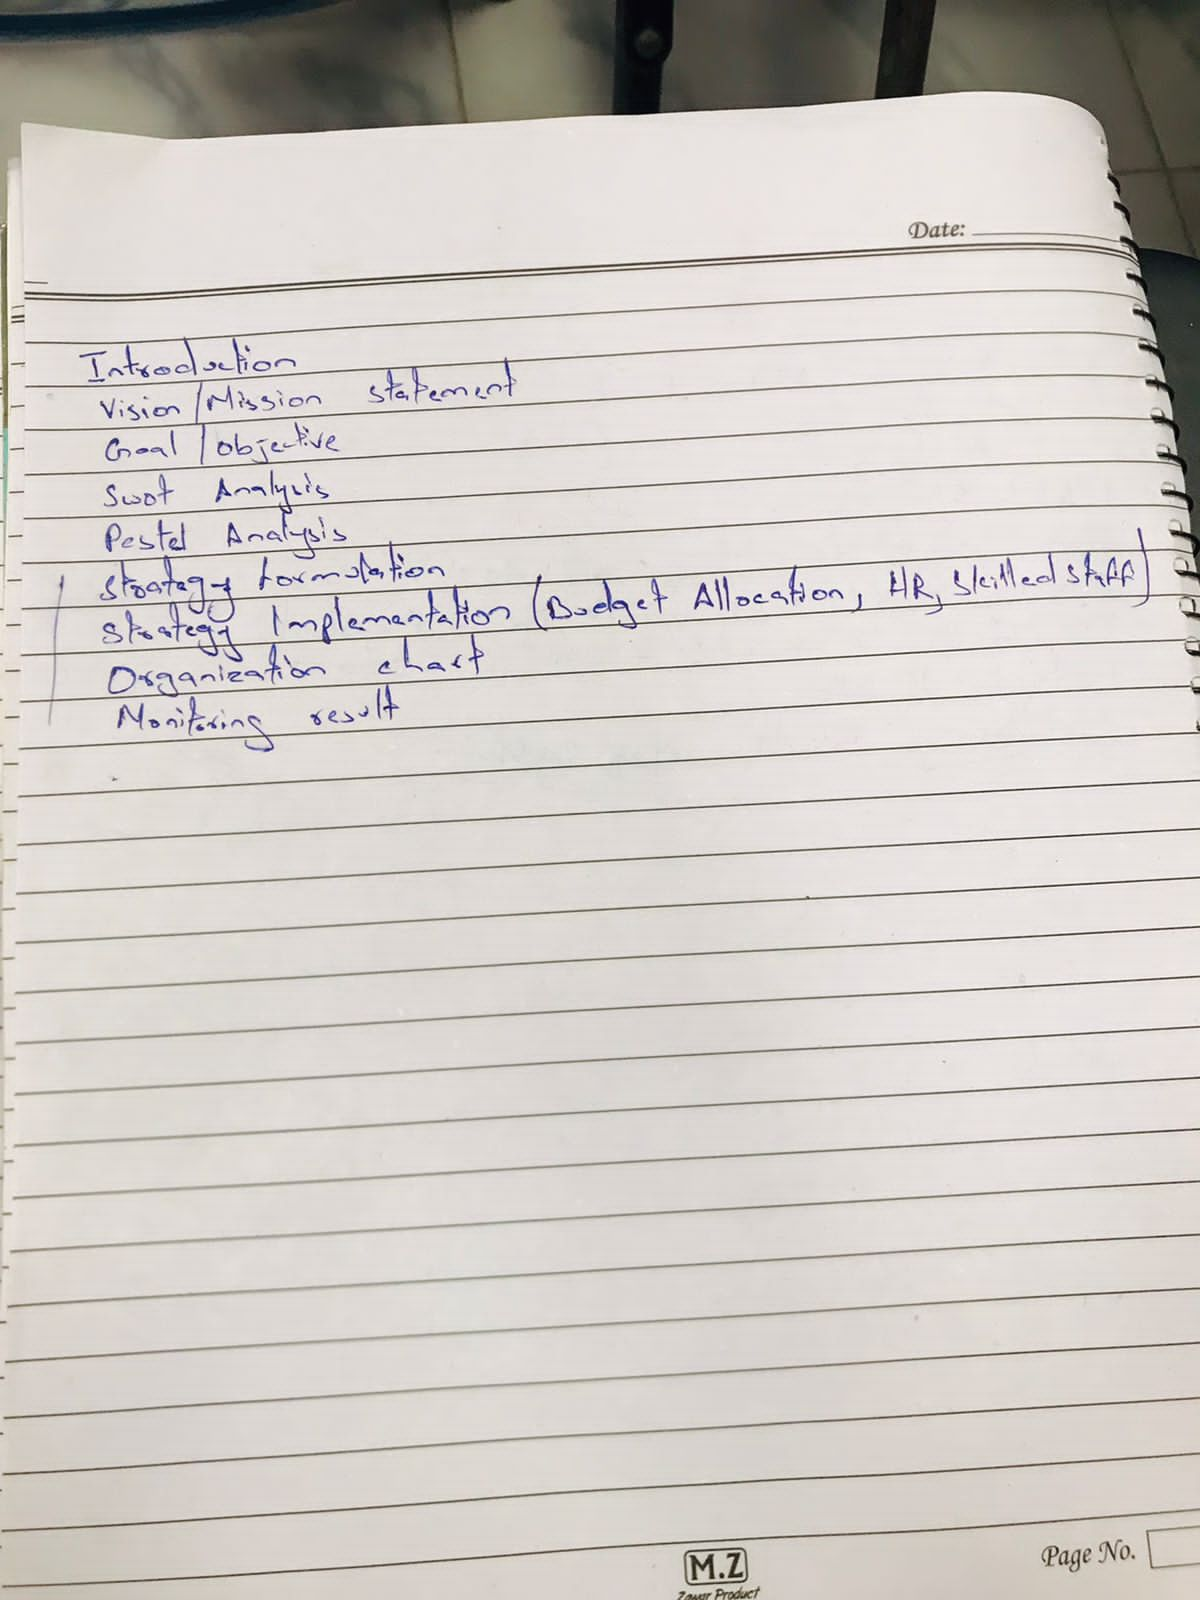 Date:
Introduction
Vision/Mission statement
Goal/objective
Swot Analysis
Pestel Analysis
Strategy formulation
Strategy Implementation (Budget Allocation, HR, skilled staff)
Organization chart
Monitoring result
Page No.
M.Z
Zawar Product